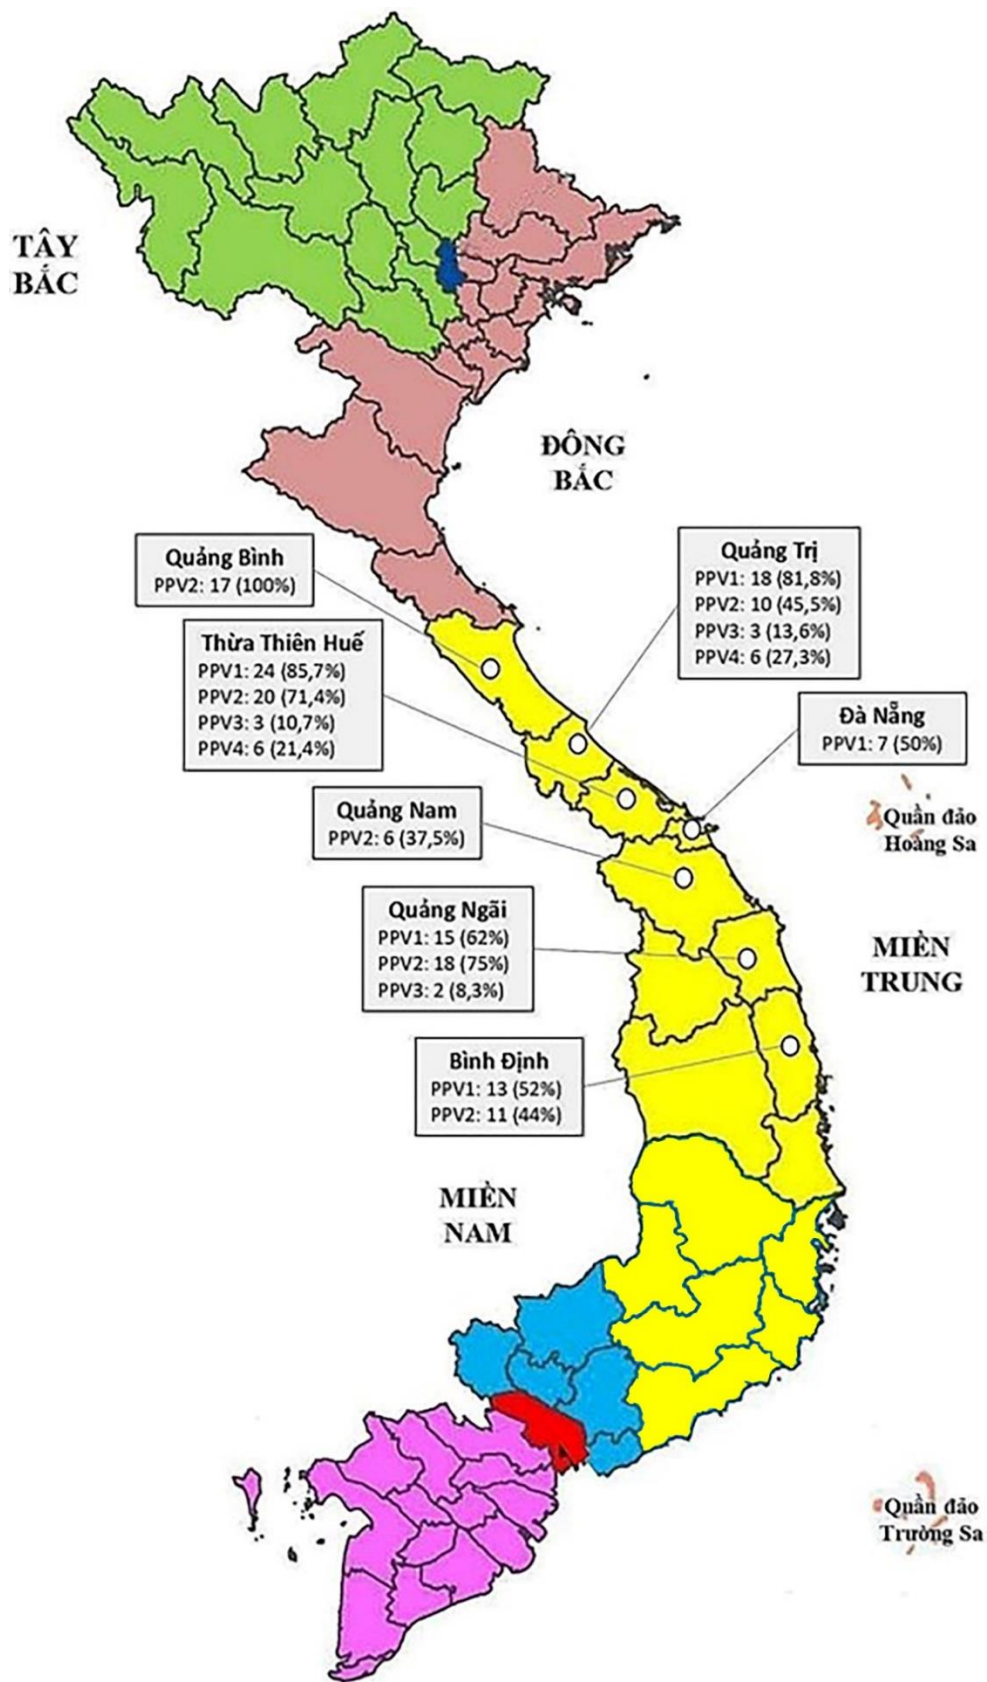 TÂY
BẮC
ĐÔNG
BẮC
Quảng Bình
PPV2: 17 (100%)
Quảng Trị
PPV1: 18 (81,8%)
PPV2: 10 (45,5%)
PPV3: 3 (13,6%)
PPV4: 6 (27,3%)
Thừa Thiên Huế
PPV1: 24 (85,7%)
PPV2: 20 (71,4%)
PPV3: 3 (10,7%)
PPV4: 6 (21,4%)
Đà Nẵng
PPV1: 7 (50%)
Quảng Nam
PPV2: 6 (37,5%)
Quần đảo
Hoàng Sa
Quảng Ngãi
PPV1: 15 (62%)
PPV2: 18 (75%)
PPV3: 2 (8,3%)
MIỀN
TRUNG
Bình Định
PPV1: 13 (52%)
PPV2: 11 (44%)
MIỀN
NAM
Quần đảo
Trường Sa